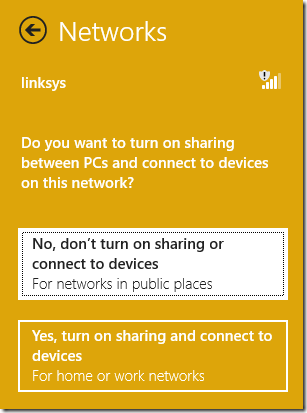 Networks
linksys
Do you want to turn on sharing
between PCs and connect to devices
on this network?
No, don't turn on sharing or
connect to devices
For networks in public places
Yes, turn on sharing and connect to
devices
For home or work networks